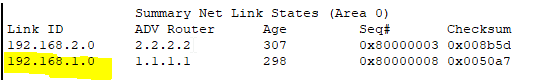 Summary Net Link States (Area 0)
Link ID ADV Router Age Seq# Checksum
192.168.2.0 2.2.2.2 307 0x80000003 0x008b5d
192.168.1.0 1.1.1.1 298 0x80000008 0x0050a7